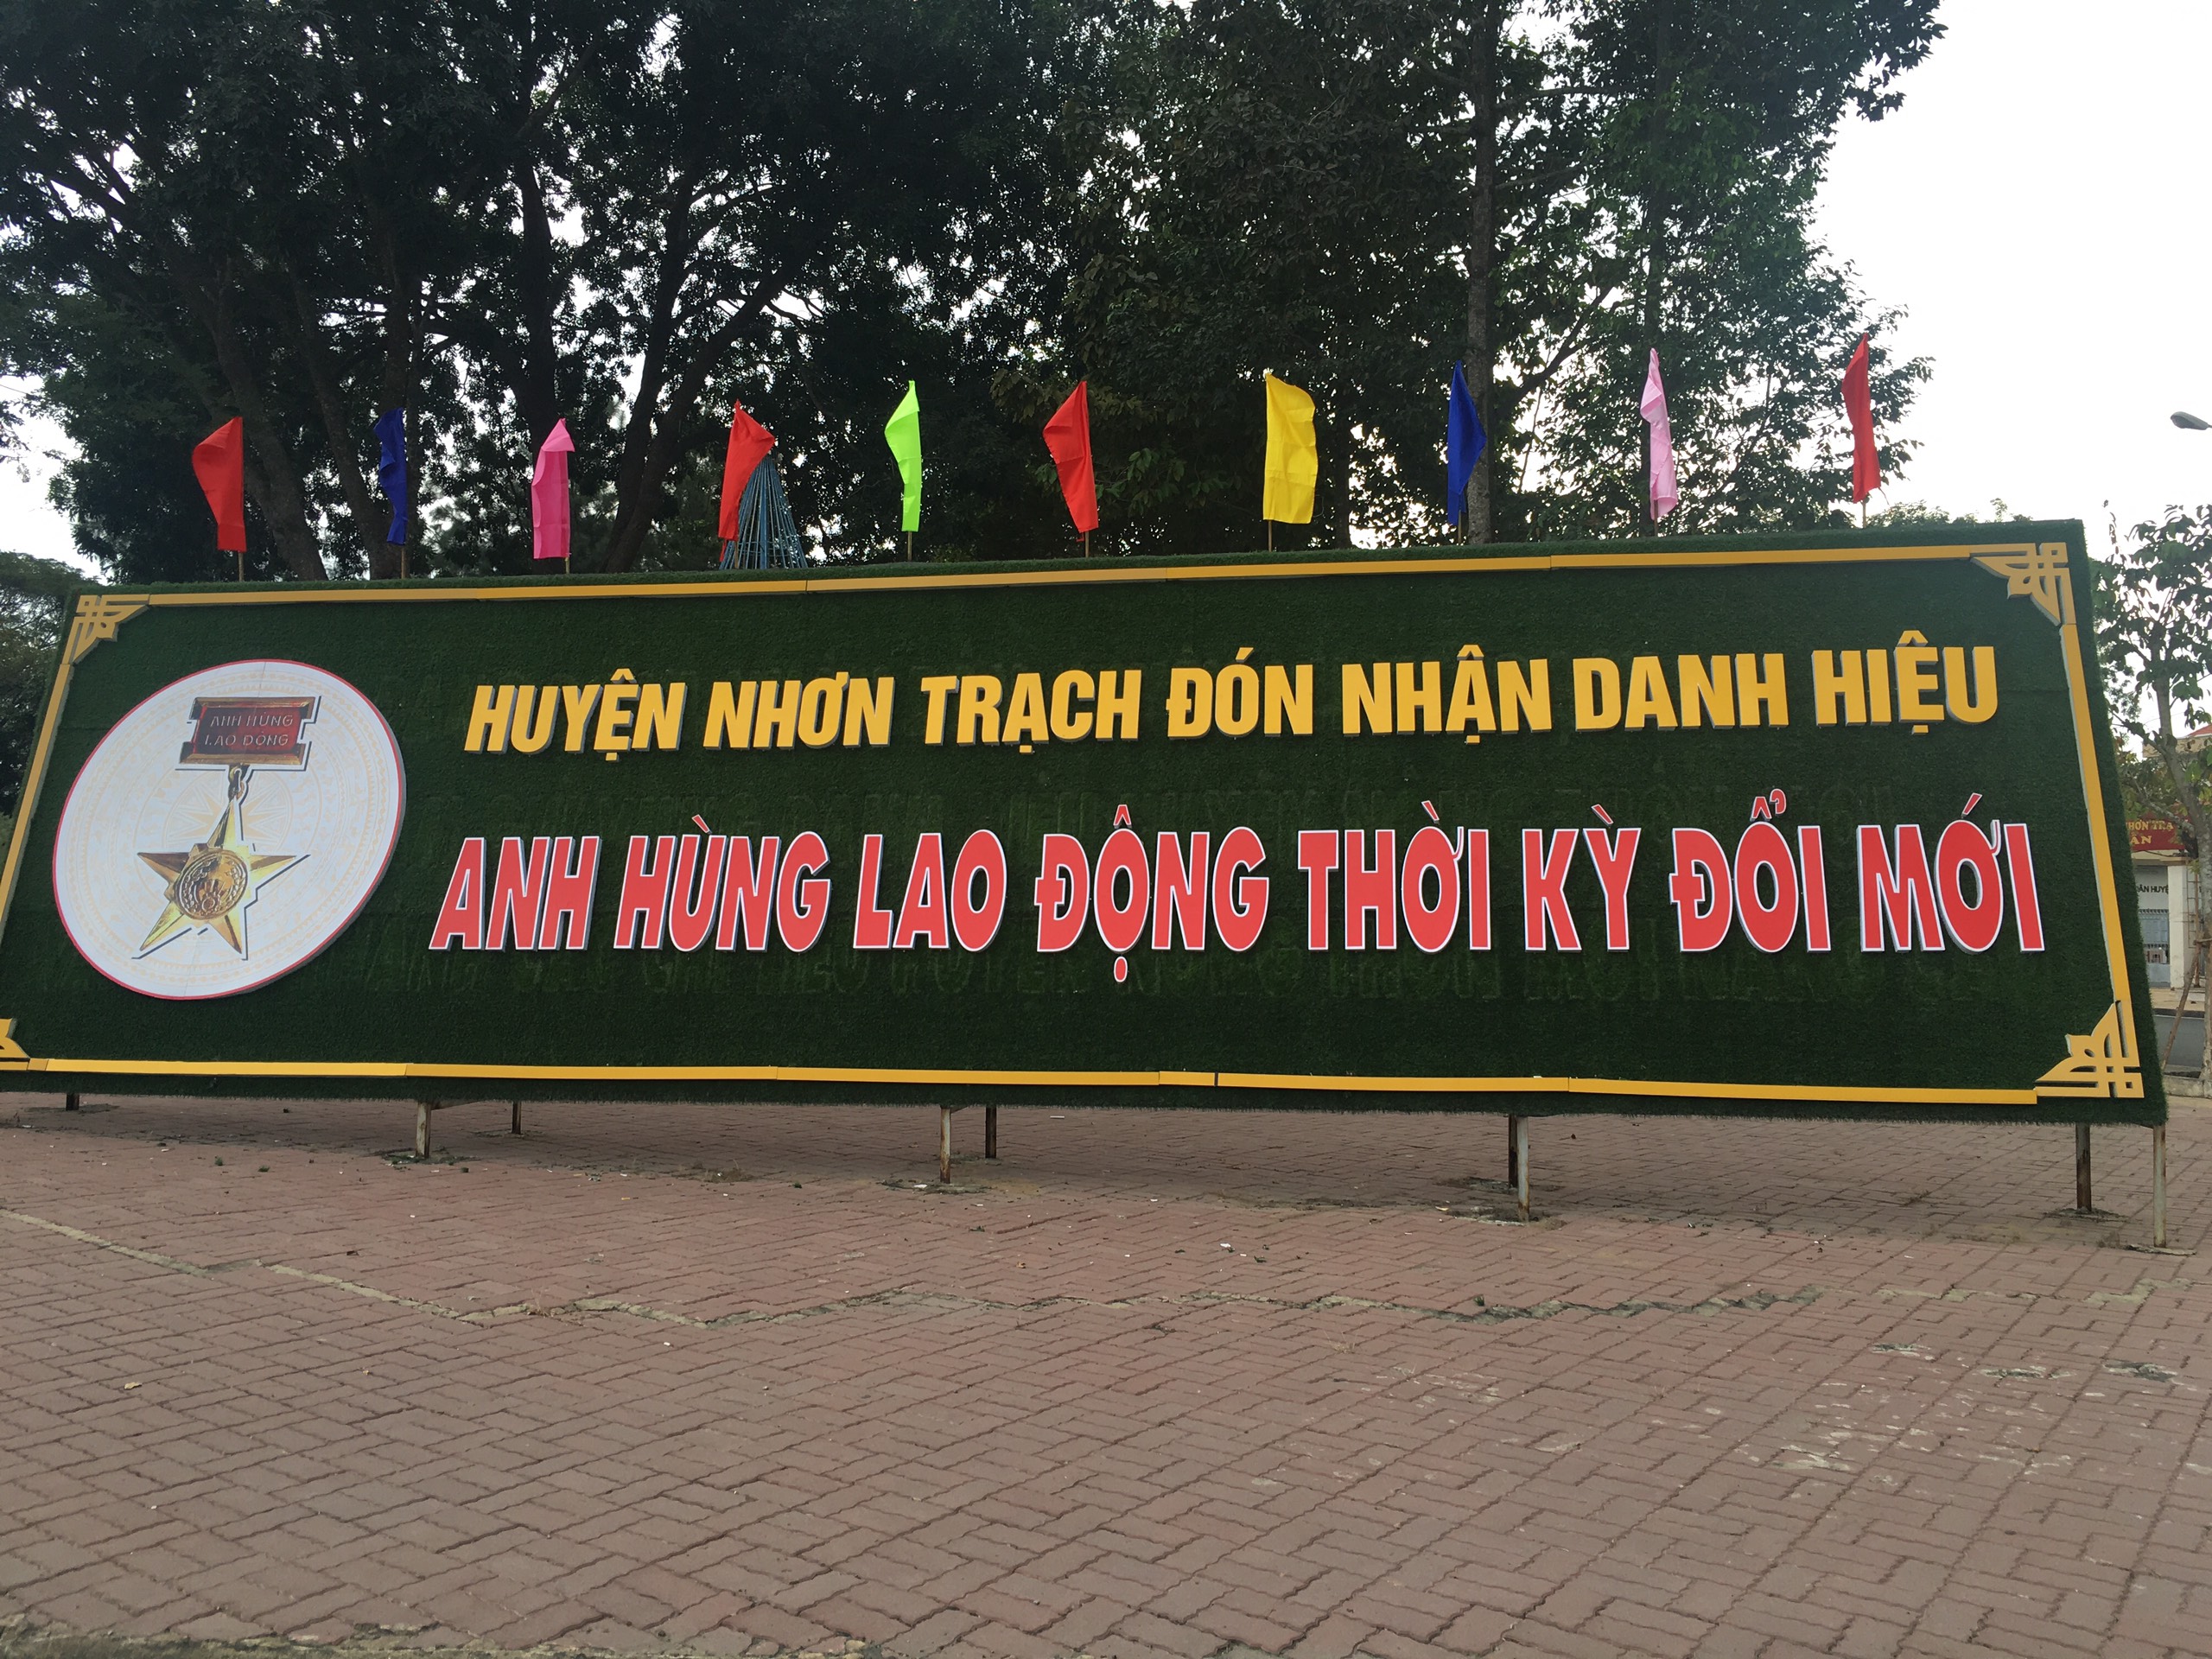 HUYỆN NHƠN TRẠCH ĐÓN NHẬN DANH HIỆU
ANH HÙNG
LAO ĐỘNG
ANH HÙNG LAO ĐỘNG THỜI KỲ ĐỔI MỚI